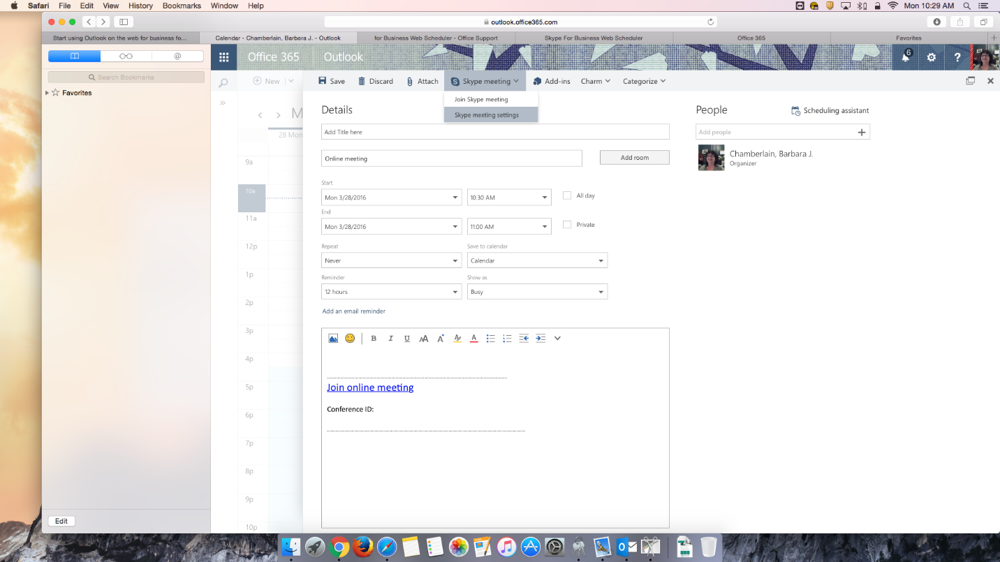 Safari File Edit View History Bookmarks Window Help Mon 10:29 AM
outlook.office365.com
Start using Outlook on the web for business fo... Calendar - Chamberlain, Barbara J. - Outlook for Business Web Scheduler - Office Support Skype For Business Web Scheduler Office 365 Favorites
Office 365 Outlook 6 ?
Search Bookmarks
Favorites
Edit
New
M
28 Mon
9a
10a
11a
12p
1p
2p
3p
4p
5p
6p
7p
8p
9p
10p
Save Discard Attach Skype meeting Add-ins Charm Categorize
Join Skype meeting
Skype meeting settings
Details
Add Title here
Online meeting Add room
Start
Mon 3/28/2016 10:30 AM All day
End
Mon 3/28/2016 11:00 AM Private
Repeat Save to calendar
Never Calendar
Reminder Show as
12 hours Busy
Add an email reminder
B I U AA A A A
Join online meeting
Conference ID:
People Scheduling assistant
Add people
Chamberlain, Barbara J.
Organizer